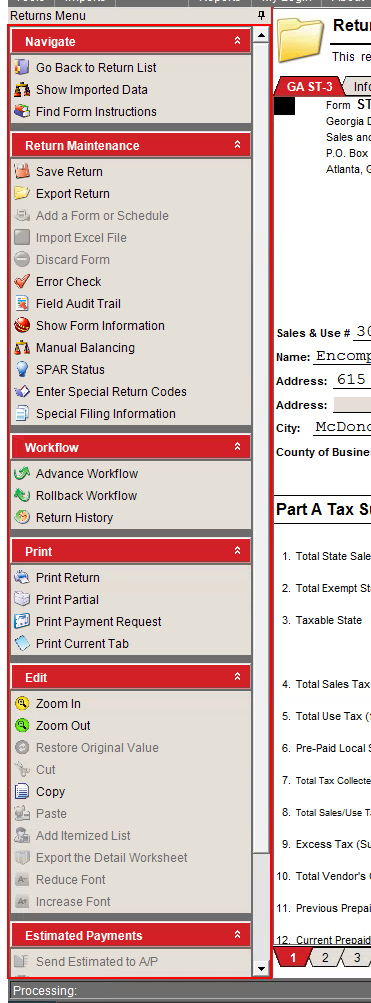 Returns Menu
Navigate
Go Back to Return List
Show Imported Data
Find Form Instructions
Return Maintenance
Save Return
Export Return
Add a Form or Schedule
Import Excel File
Discard Form
Error Check
Field Audit Trail
Show Form Information
Manual Balancing
SPAR Status
Enter Special Return Codes
Special Filing Information
Workflow
Advance Workflow
Rollback Workflow
Return History
Print
Print Return
Print Partial
Print Payment Request
Print Current Tab
Edit
Zoom In
Zoom Out
Restore Original Value
Cut
Copy
Paste
Add Itemized List
Export the Detail Worksheet
Reduce Font
Increase Font
Estimated Payments
Send Estimated to A/P
Processing:
Retu
This re
GA ST-3 Info
Form ST
Georgia D
Sales and
P.O. Box
Atlanta, G
Sales & Use # 30
Name: Encomp
Address: 615
Address:
City: McDono
County of Busine
Part A Tax S
1. Total State Sale
2. Total Exempt St
3. Taxable State
4. Total Sales Tax
5. Total Use Tax (
6. Pre-Paid Local S
7. Total Tax Collecte
8. Total Sales/Use T
9. Excess Tax (Su
10. Total Vendor's
11. Previous Prepai
12. Current Prepaid
1 2 3